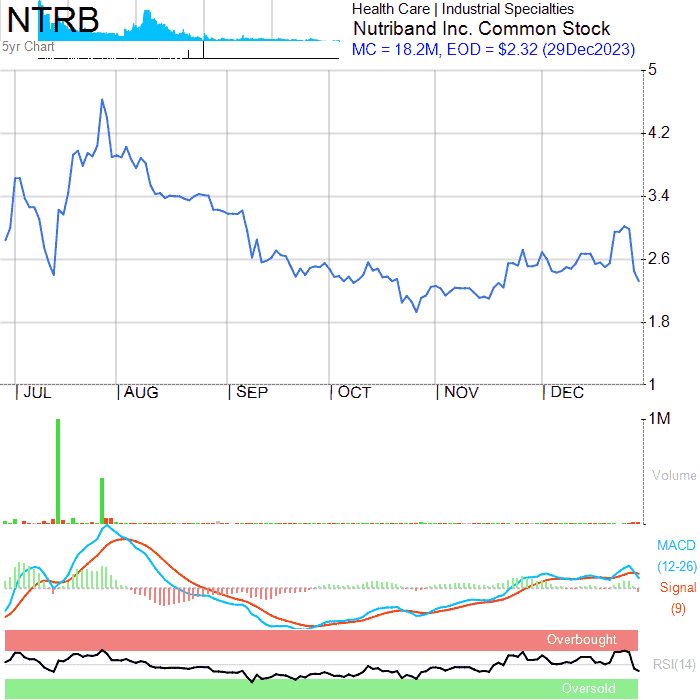 NTRB
5yr Chart
Health Care | Industrial Specialties
Nutriband Inc. Common Stock
MC = 18.2M, EOD = $2.32 (29Dec2023)
5
4.2
3.4
2.6
1.8
1
JUL AUG SEP OCT NOV DEC
1M
Volume
MACD
(12-26)
Signal
(9)
Overbought
RSI(14)
Oversold